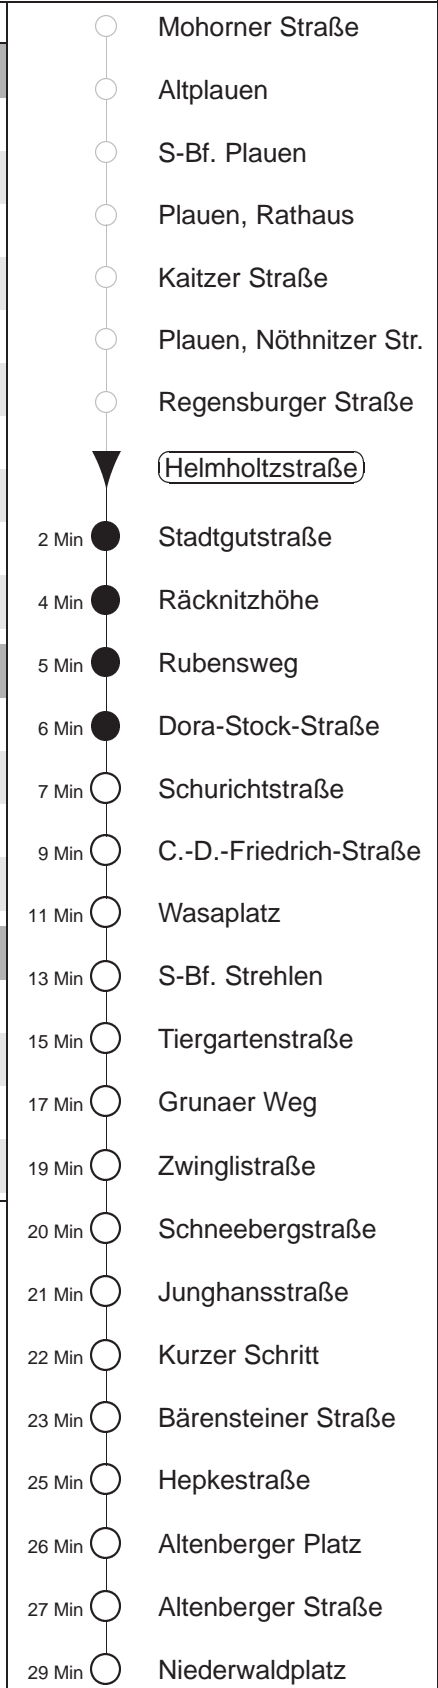 Mohorner Straße
Altplauen
S-Bf. Plauen
Plauen, Rathaus
Kaitzer Straße
Plauen, Nöthnitzer Str.
Regensburger Straße
Helmholtzstraße
2 Min Stadtgutstraße
4 Min Räcknitzhöhe
5 Min Rubensweg
6 Min Dora-Stock-Straße
7 Min Schurichtstraße
9 Min C.-D.-Friedrich-Straße
11 Min Wasaplatz
13 Min S-Bf. Strehlen
15 Min Tiergartenstraße
17 Min Grunaer Weg
19 Min Zwinglistraße
20 Min Schneebergstraße
21 Min Junghansstraße
22 Min Kurzer Schritt
23 Min Bärensteiner Straße
25 Min Hepkestraße
26 Min Altenberger Platz
27 Min Altenberger Straße
29 Min Niederwaldplatz